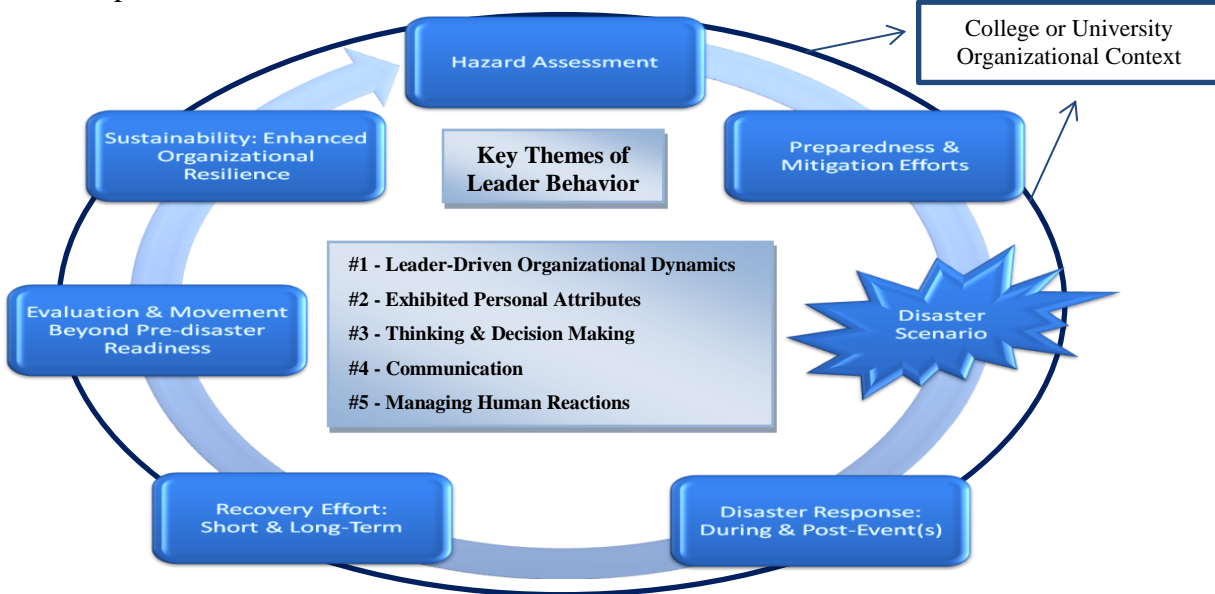 College or University
Organizational Context
Hazard Assessment
Preparedness &
Mitigation Efforts
Disaster
Scenario
Disaster Response:
During & Post-Event(s)
Recovery Effort:
Short & Long-Term
Evaluation & Movement
Beyond Pre-disaster
Readiness
Sustainability: Enhanced
Organizational
Resilience
Key Themes of
Leader Behavior
#1 - Leader-Driven Organizational Dynamics
#2 - Exhibited Personal Attributes
#3 - Thinking & Decision Making
#4 - Communication
#5 - Managing Human Reactions